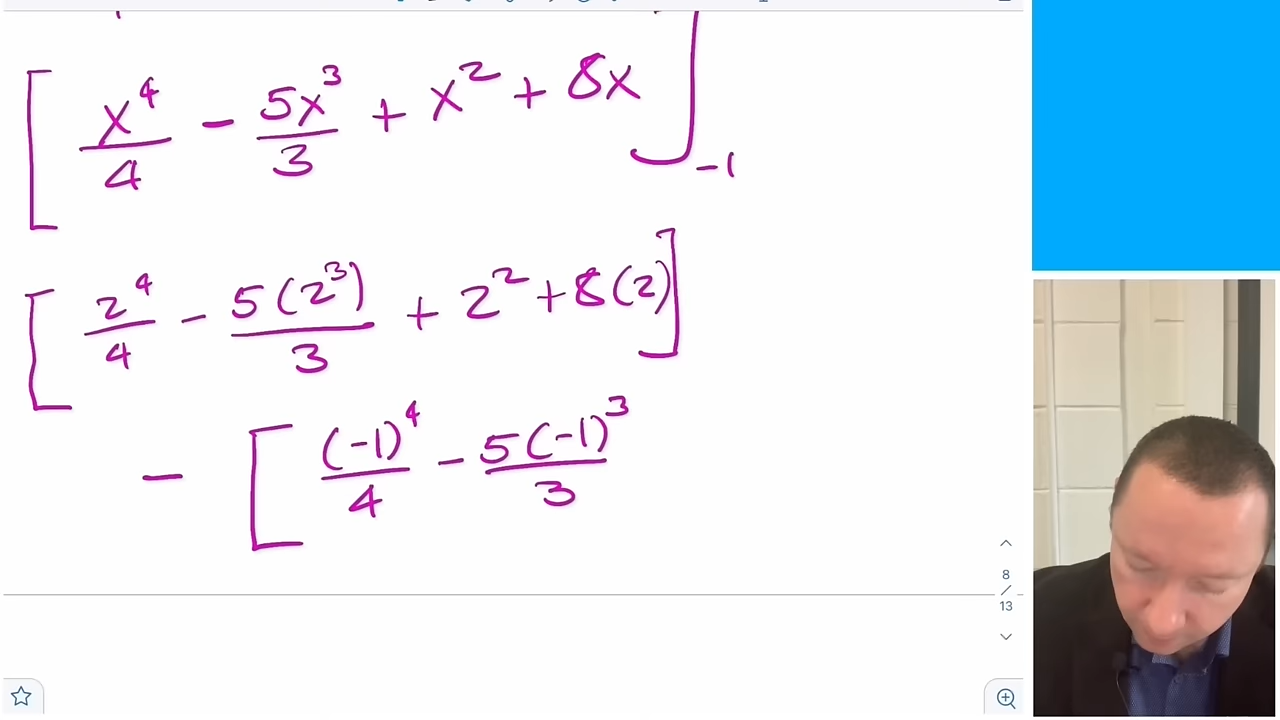 [ x⁴/4 - 5x³/3 + x² + 8x ]₋₁
[ 2⁴/4 - 5(2³)/3 + 2² + 8(2) ]
- [ (-1)⁴/4 - 5(-1)³/3
8
/
13